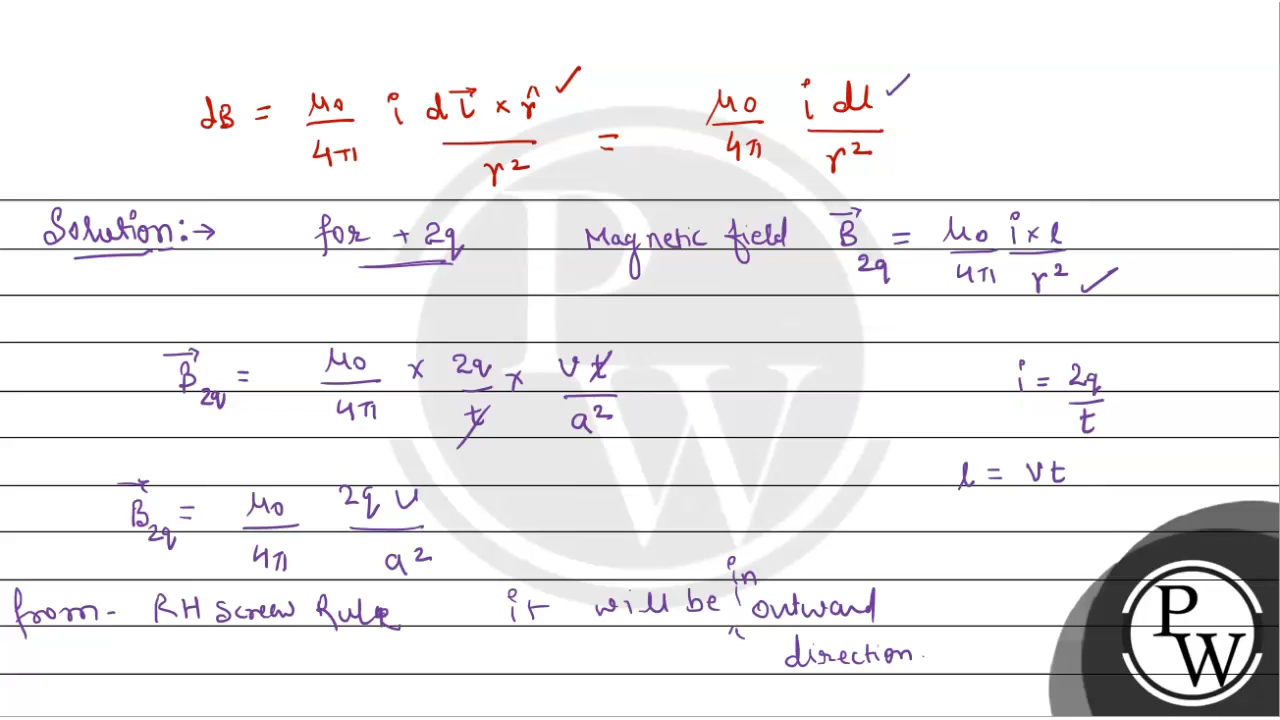 dB = μ0/4π i dl⃗ × r̂ / r² = μ0/4π i dl / r²
Solution:→ for + 2q Magnetic field B⃗2q = μ0/4π i × l / r²
B⃗2q = μ0/4π × 2q/t × vt/a² i = 2q/t
l = vt
B⃗2q = μ0/4π 2qv/a²
from - RH Screw Rule it will be in outward
direction.
P
W